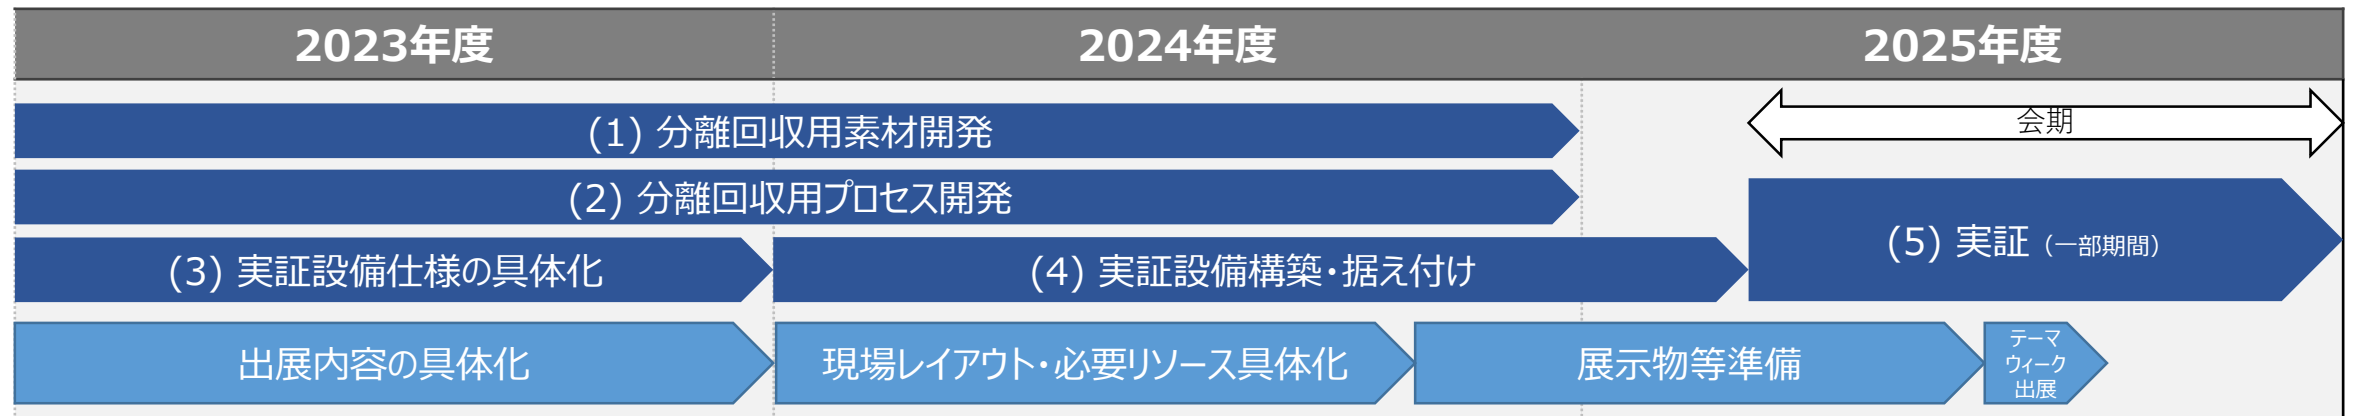 2023年度
2024年度
2025年度
会期
(1) 分離回収用素材開発
(2) 分離回収用プロセス開発
(3) 実証設備仕様の具体化
(4) 実証設備構築・据え付け
(5) 実証（一部期間）
出展内容の具体化
現場レイアウト・必要リソース具体化
展示物等準備
テーマ
ウィーク
出展